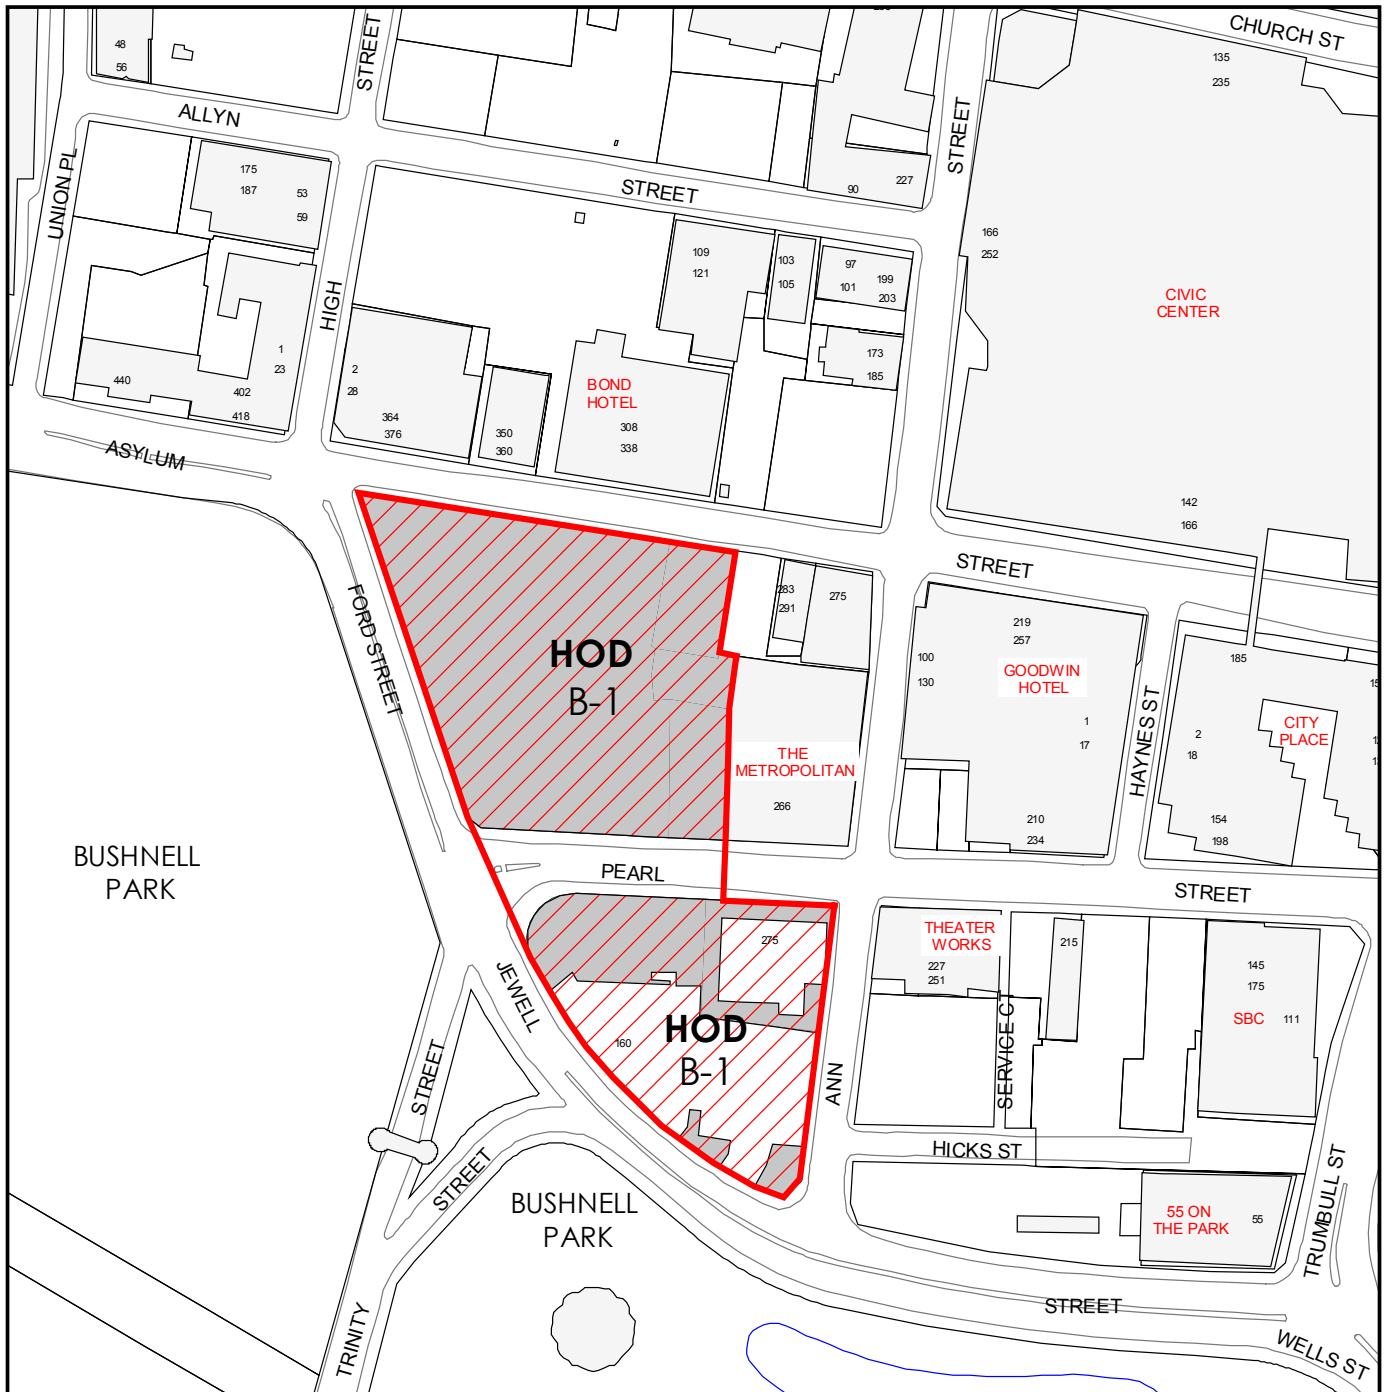 CHURCH ST
135
235
48
56
STREET
STREET
ALLYN
STREET
90
227
UNION PL
175
187
53
59
166
252
CIVIC
CENTER
109
121
103
105
97
101
199
203
HIGH
1
23
2
28
173
185
440
402
418
364
376
350
360
BOND
HOTEL
308
338
ASYLUM
142
166
STREET
283
291
275
219
257
100
130
GOODWIN
HOTEL
1
17
HAYNES ST
185
2
18
CITY
PLACE
154
198
210
234
FORD STREET
HOD
B-1
THE
METROPOLITAN
266
BUSHNELL
PARK
PEARL
STREET
275
THEATER
WORKS
227
251
215
145
175
SBC
111
JEWELL
160
HOD
B-1
ANN
SERVICE CT
HICKS ST
STREET
STREET
BUSHNELL
PARK
55 ON
THE PARK
55
TRUMBULL ST
STREET
WELLS ST
TRINITY